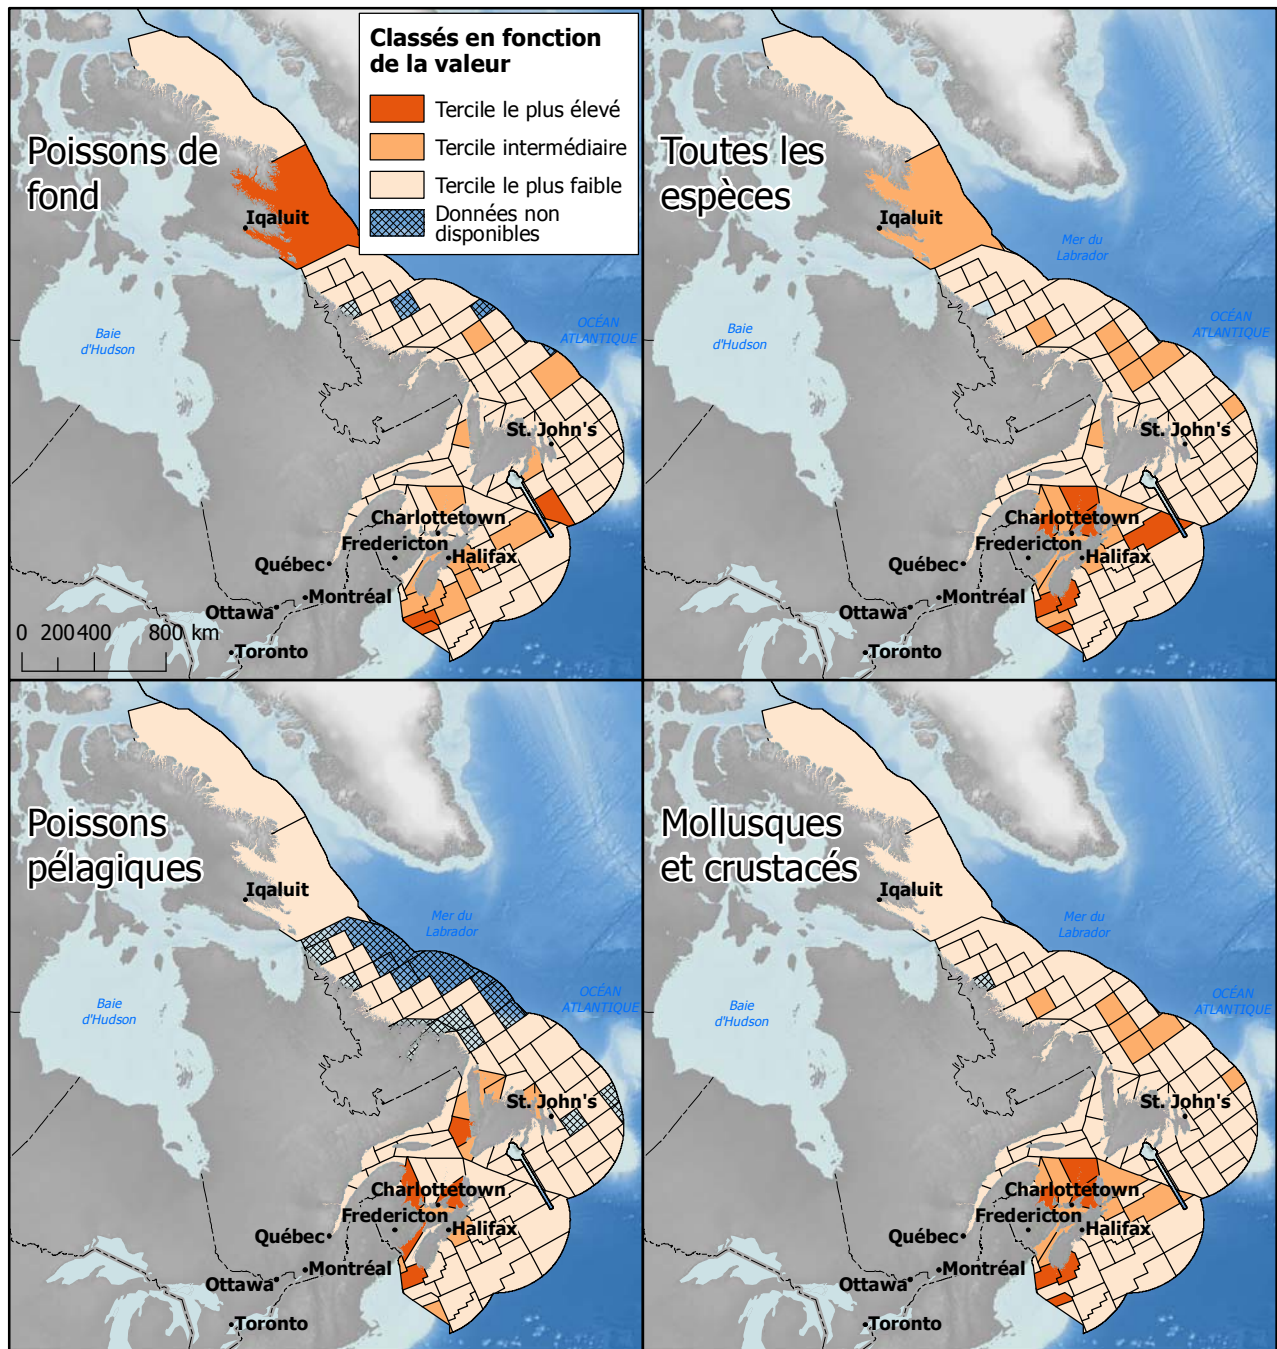 Classés en fonction
de la valeur
Tercile le plus élevé
Tercile intermédiaire
Tercile le plus faible
Données non
disponibles
Poissons de
fond
Iqaluit
Baie
d'Hudson
OCÉAN
ATLANTIQUE
St. John's
Charlottetown
Fredericton
Halifax
Québec
Montréal
Ottawa
Toronto
0 200 400 800 km
Toutes les
espèces
Iqaluit
Mer du
Labrador
Baie
d'Hudson
OCÉAN
ATLANTIQUE
St. John's
Charlottetown
Fredericton
Halifax
Québec
Montréal
Ottawa
Toronto
Poissons
pélagiques
Iqaluit
Mer du
Labrador
Baie
d'Hudson
OCÉAN
ATLANTIQUE
St. John's
Charlottetown
Fredericton
Halifax
Québec
Montréal
Ottawa
Toronto
Mollusques
et crustacés
Iqaluit
Mer du
Labrador
Baie
d'Hudson
OCÉAN
ATLANTIQUE
St. John's
Charlottetown
Fredericton
Halifax
Québec
Montréal
Ottawa
Toronto